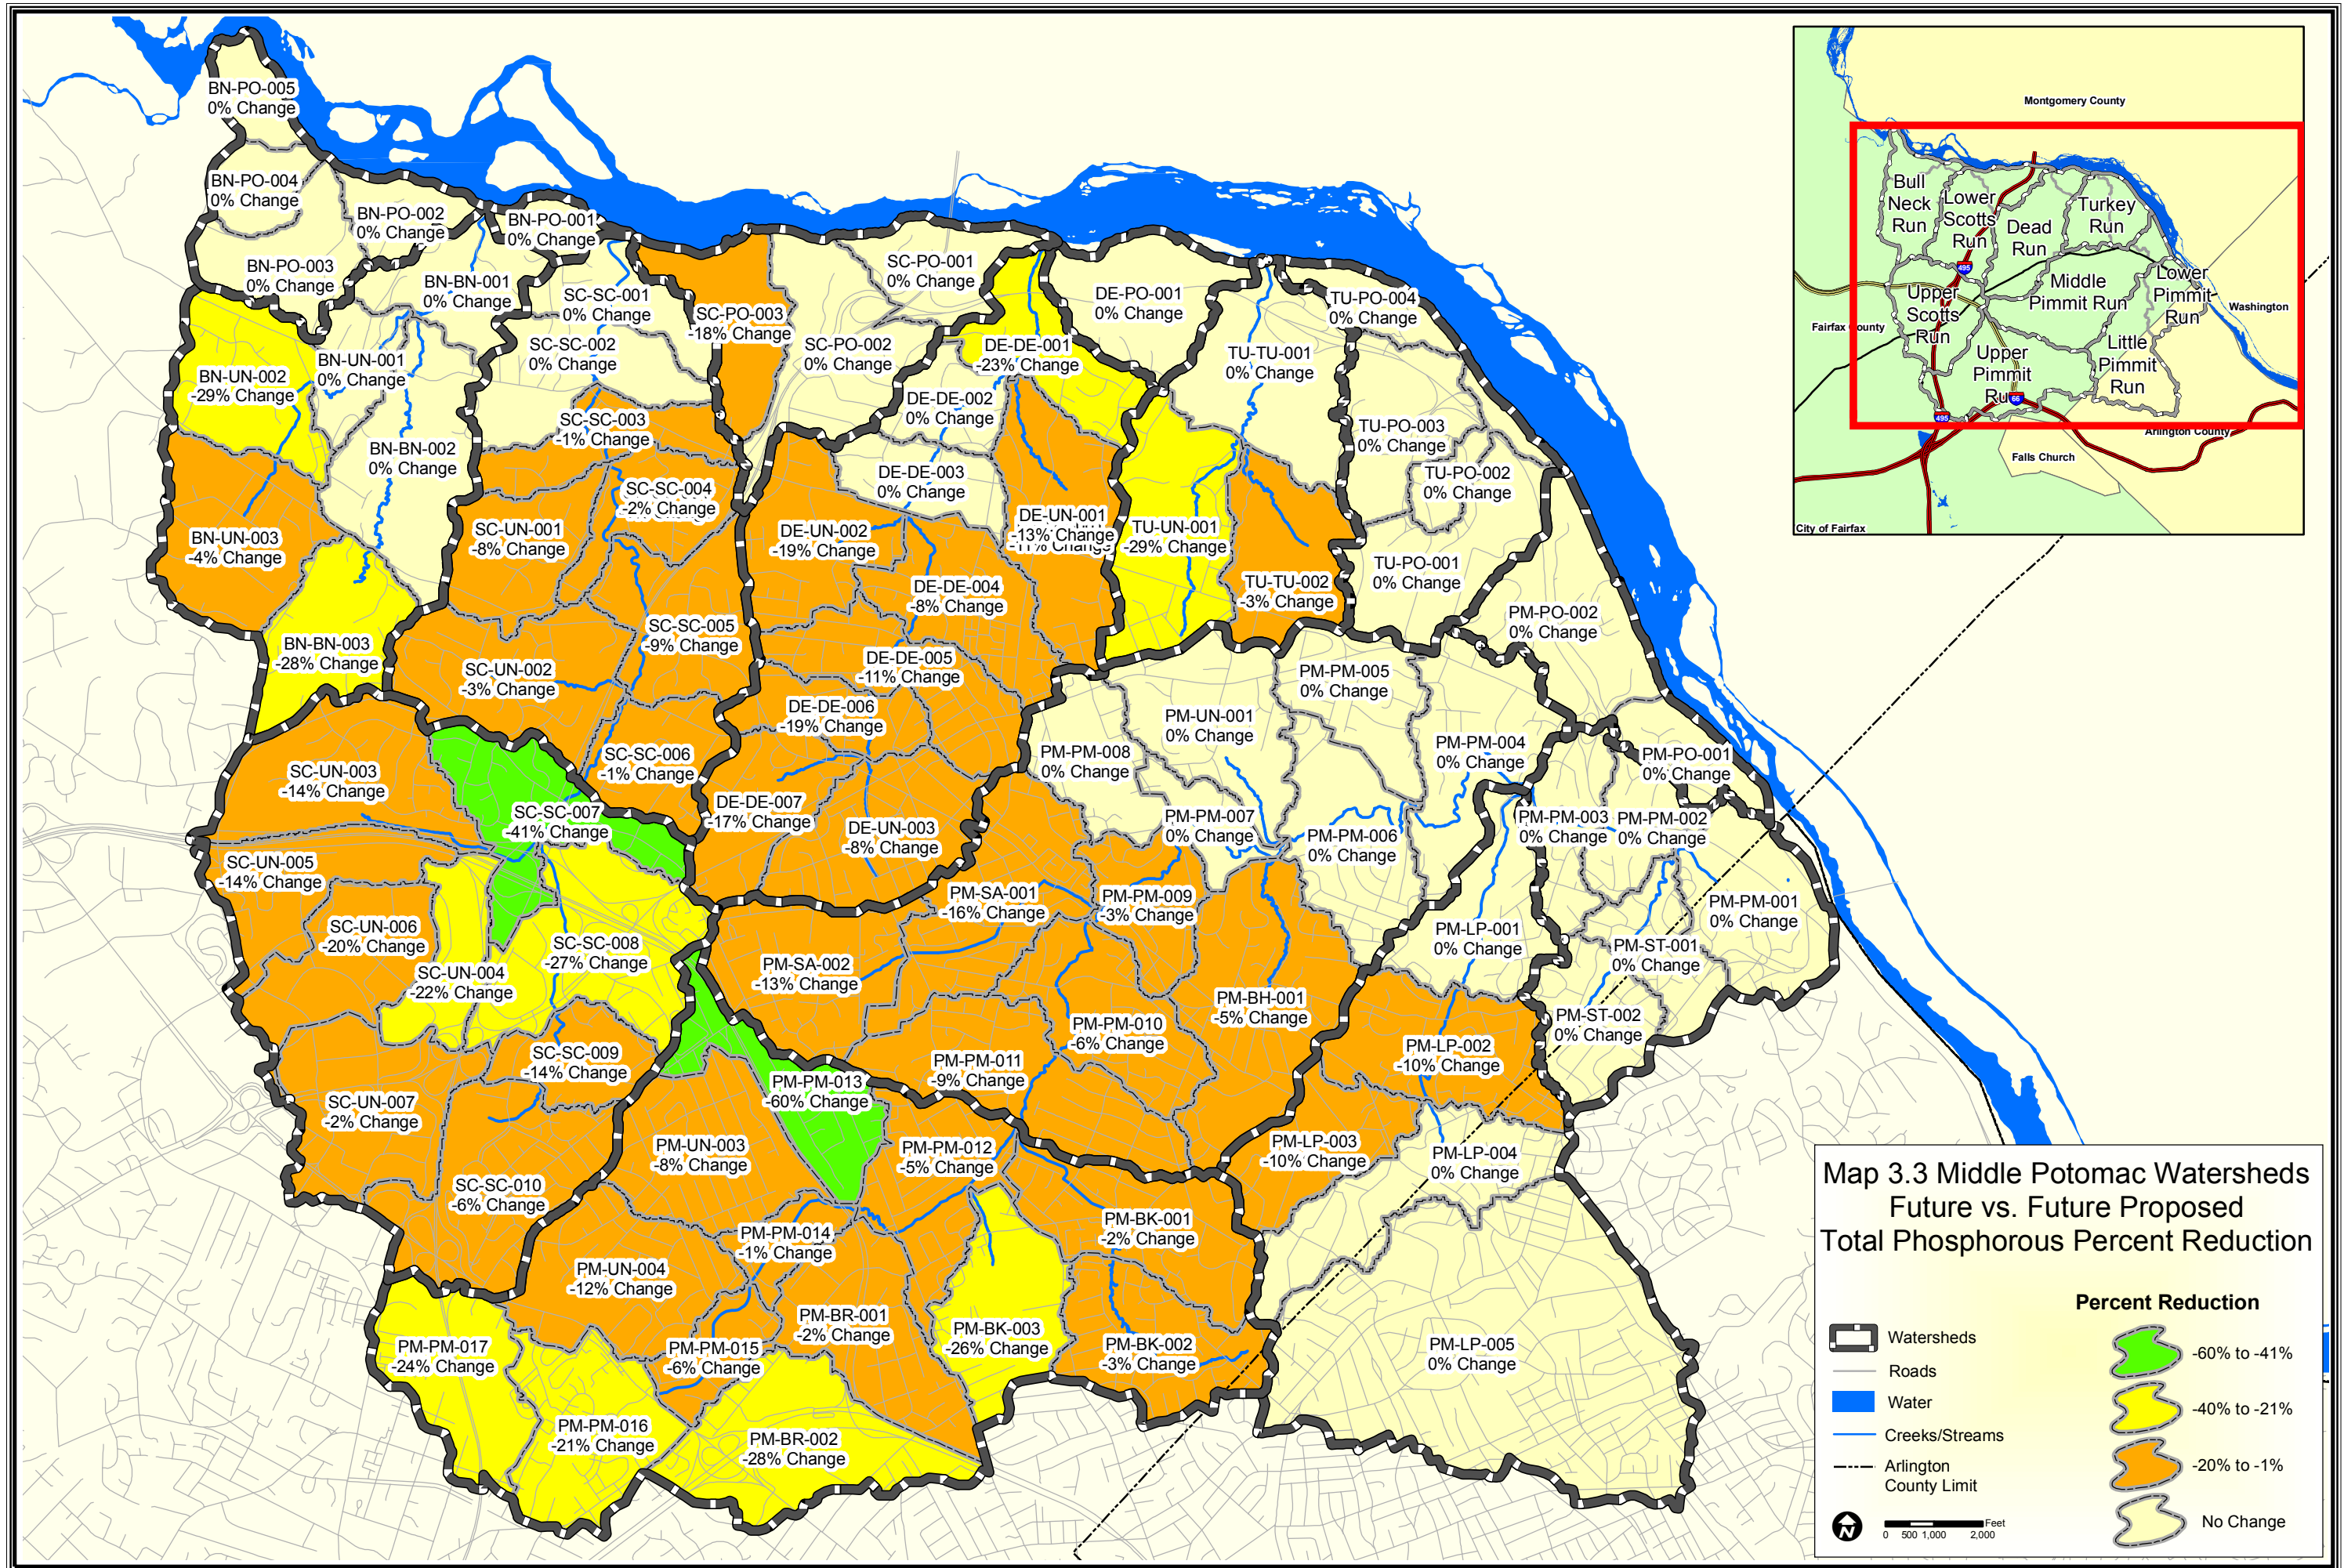 BN-PO-005
0% Change
BN-PO-004
0% Change
BN-PO-002
0% Change
BN-PO-001
0% Change
BN-PO-003
0% Change
BN-BN-001
0% Change
SC-SC-001
0% Change
SC-PO-001
0% Change
DE-PO-001
0% Change
TU-PO-004
0% Change
SC-PO-003
-18% Change
SC-SC-002
0% Change
SC-PO-002
0% Change
DE-DE-001
-23% Change
TU-TU-001
0% Change
BN-UN-001
0% Change
BN-UN-002
-29% Change
DE-DE-002
0% Change
SC-SC-003
-1% Change
TU-PO-003
0% Change
BN-BN-002
0% Change
DE-DE-003
0% Change
TU-PO-002
0% Change
SC-SC-004
-2% Change
SC-UN-001
-8% Change
DE-UN-002
-19% Change
DE-UN-001
-13% Change
-11% Change
TU-UN-001
-29% Change
BN-UN-003
-4% Change
TU-PO-001
0% Change
DE-DE-004
-8% Change
TU-TU-002
-3% Change
PM-PO-002
0% Change
SC-SC-005
-9% Change
BN-BN-003
-28% Change
SC-UN-002
-3% Change
DE-DE-005
-11% Change
PM-PM-005
0% Change
DE-DE-006
-19% Change
PM-UN-001
0% Change
SC-SC-006
-1% Change
PM-PM-008
0% Change
PM-PM-004
0% Change
PM-PO-001
0% Change
SC-UN-003
-14% Change
DE-DE-007
-17% Change
SC-SC-007
-41% Change
DE-UN-003
-8% Change
PM-PM-007
0% Change
PM-PM-006
0% Change
PM-PM-003
0% Change
PM-PM-002
0% Change
SC-UN-005
-14% Change
PM-SA-001
-16% Change
PM-PM-009
-3% Change
PM-PM-001
0% Change
SC-UN-006
-20% Change
SC-SC-008
-27% Change
PM-LP-001
0% Change
PM-ST-001
0% Change
SC-UN-004
-22% Change
PM-SA-002
-13% Change
PM-BH-001
-5% Change
PM-ST-002
0% Change
PM-PM-010
-6% Change
SC-SC-009
-14% Change
PM-PM-011
-9% Change
PM-LP-002
-10% Change
PM-PM-013
-60% Change
SC-UN-007
-2% Change
PM-UN-003
-8% Change
PM-PM-012
-5% Change
PM-LP-003
-10% Change
PM-LP-004
0% Change
SC-SC-010
-6% Change
PM-BK-001
-2% Change
PM-PM-014
-1% Change
PM-UN-004
-12% Change
PM-BR-001
-2% Change
PM-BK-003
-26% Change
PM-BK-002
-3% Change
PM-LP-005
0% Change
PM-PM-017
-24% Change
PM-PM-015
-6% Change
PM-PM-016
-21% Change
PM-BR-002
-28% Change
Montgomery County
Bull
Neck
Run
Lower
Scotts
Run
Dead
Run
Turkey
Run
495
Middle
Pimmit Run
Lower
Pimmit
Run
Washington
Upper
Scotts
Run
Fairfax County
Upper
Pimmit
Run
Little
Pimmit
Run
66
495
Arlington County
Falls Church
City of Fairfax
Map 3.3 Middle Potomac Watersheds
Future vs. Future Proposed
Total Phosphorous Percent Reduction
Percent Reduction
Watersheds
Roads
Water
Creeks/Streams
Arlington
County Limit
-60% to -41%
-40% to -21%
-20% to -1%
No Change
N
Feet
0 500 1,000 2,000